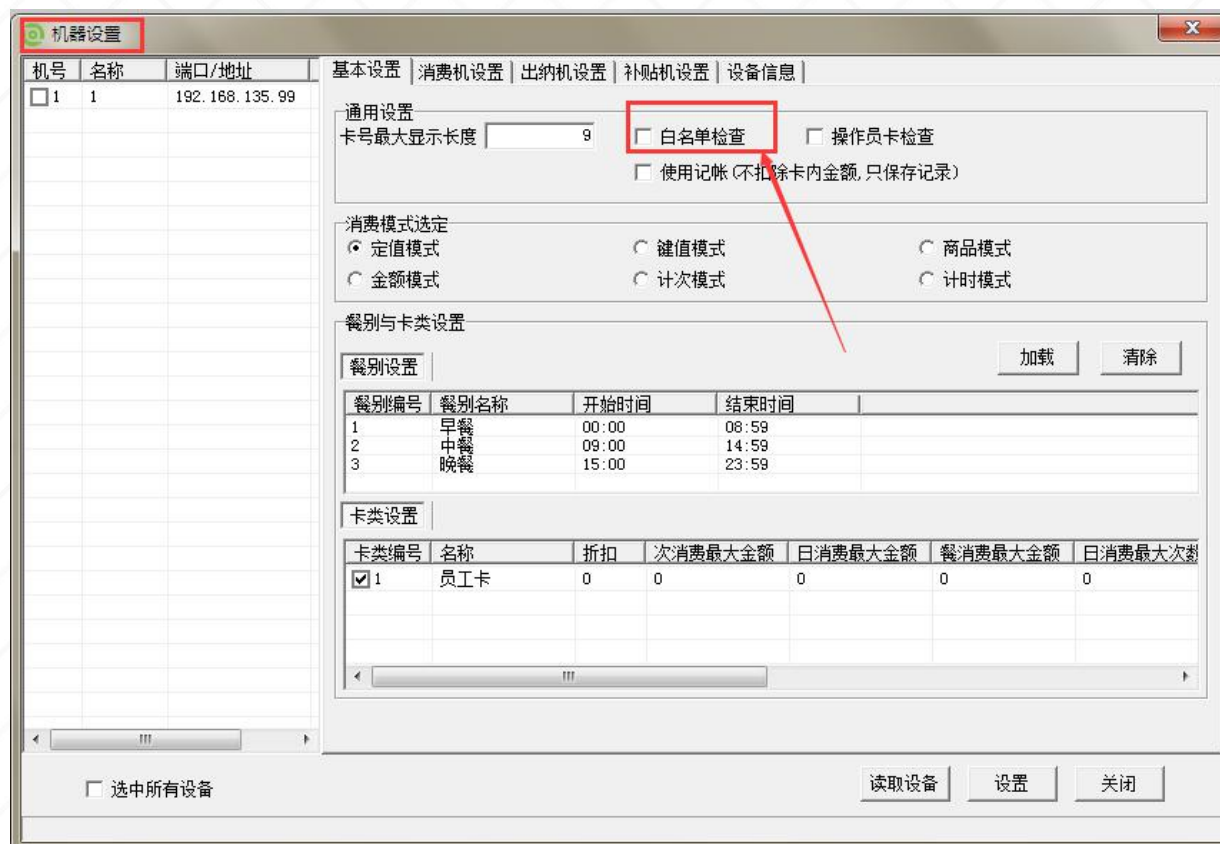 机器设置
机号 名称 端口/地址
1 1 192.168.135.99
基本设置 消费机设置 出纳机设置 补贴机设置 设备信息
通用设置
卡号最大显示长度 9 白名单检查 操作员卡检查
使用记帐(不扣除卡内金额,只保存记录)
消费模式选定
定值模式 键值模式 商品模式
金额模式 计次模式 计时模式
餐别与卡类设置
加载 清除
餐别设置
餐别编号 餐别名称 开始时间 结束时间
1 早餐 00:00 08:59
2 中餐 09:00 14:59
3 晚餐 15:00 23:59
卡类设置
卡类编号 名称 折扣 次消费最大金额 日消费最大金额 餐消费最大金额 日消费最大次数
1 员工卡 0 0 0 0 0
选中所有设备 读取设备 设置 关闭